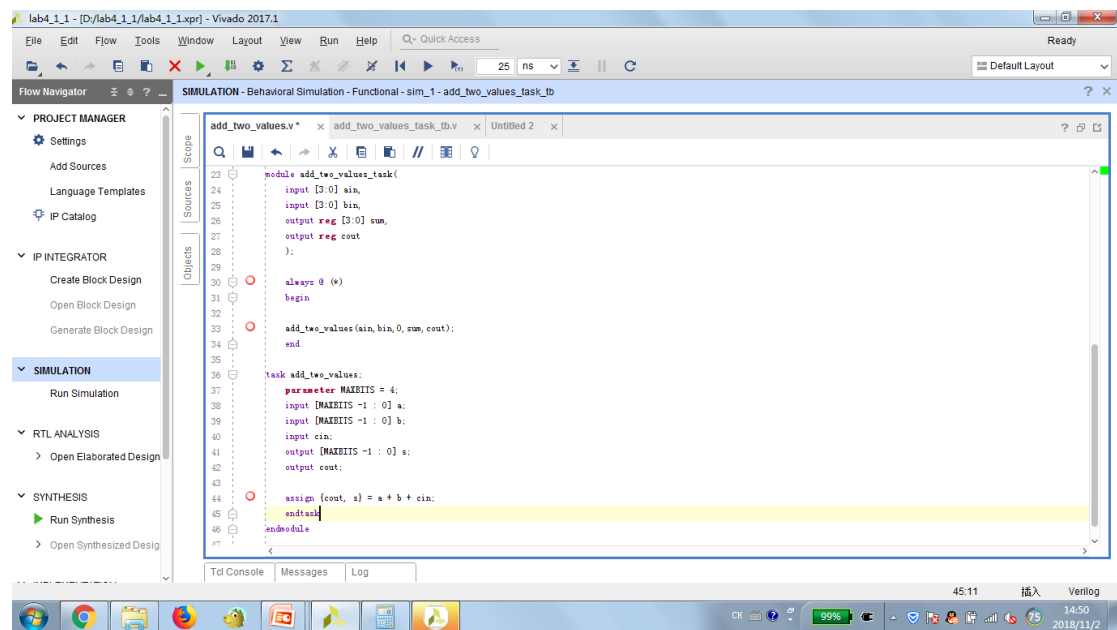 lab4_1_1 - [D:/lab4_1_1/lab4_1_1.xpr] - Vivado 2017.1
File Edit Flow Tools Window Layout View Run Help Q- Quick Access Ready
25 ns Default Layout
Flow Navigator ? SIMULATION - Behavioral Simulation - Functional - sim_1 - add_two_values_task_tb ?
PROJECT MANAGER
Settings
Add Sources
Language Templates
IP Catalog
IP INTEGRATOR
Create Block Design
Open Block Design
Generate Block Design
SIMULATION
Run Simulation
RTL ANALYSIS
Open Elaborated Design
SYNTHESIS
Run Synthesis
Open Synthesized Desig
Scope
Sources
Objects
add_two_values.v * add_two_values_task_tb.v Untitled 2 ?
23 module add_two_values_task(
24 input [3:0] ain,
25 input [3:0] bin,
26 output reg [3:0] sum,
27 output reg cout
28 );
29
30 always @ (*)
31 begin
32
33 add_two_values(ain,bin,0,sum,cout);
34 end
35
36 task add_two_values;
37 parameter MAXBITS = 4;
38 input [MAXBITS -1 : 0] a;
39 input [MAXBITS -1 : 0] b;
40 input cin;
41 output [MAXBITS -1 : 0] s;
42 output cout;
43
44 assign {cout, s} = a + b + cin;
45 endtask
46 endmodule
Tcl Console Messages Log
45:11 插入 Verilog
CH 99% 75 14:50
2018/11/2